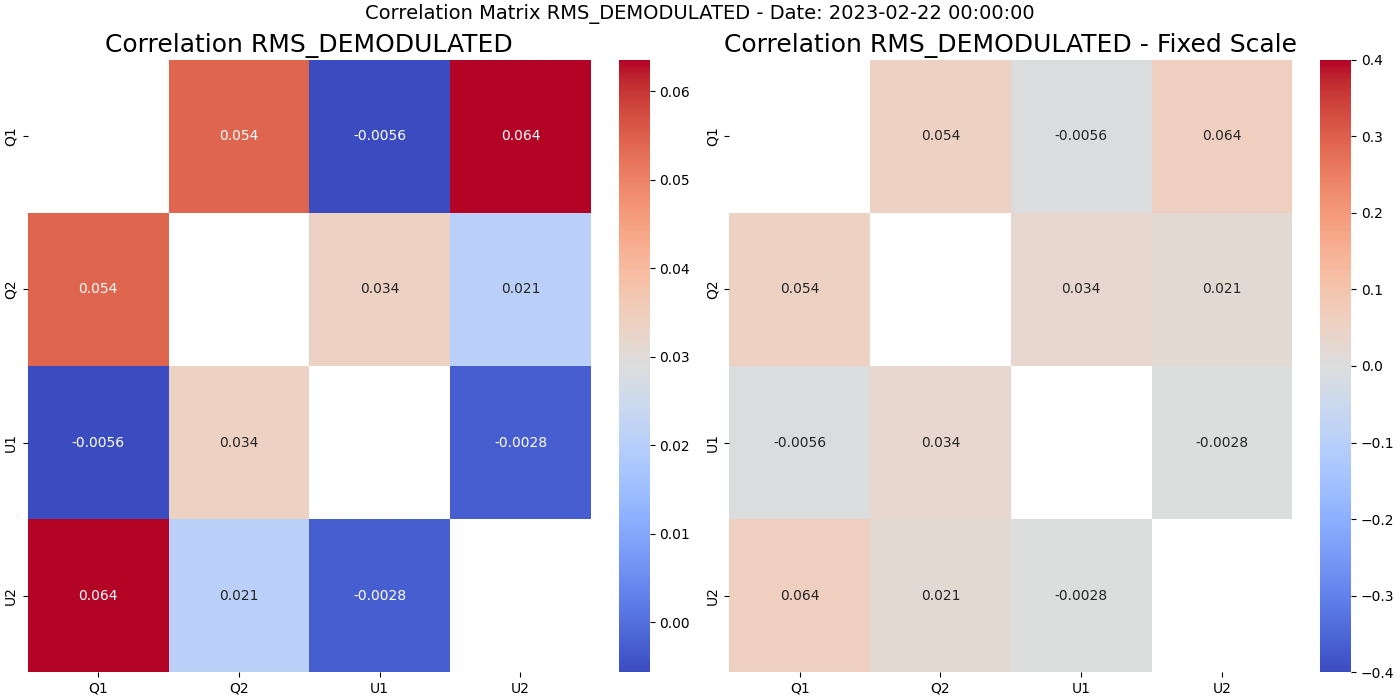 Correlation Matrix RMS_DEMODULATED - Date: 2023-02-22 00:00:00
Correlation RMS_DEMODULATED
Q1 0.054 -0.0056 0.064
Q2 0.054 0.034 0.021
U1 -0.0056 0.034 -0.0028
U2 0.064 0.021 -0.0028
Q1 Q2 U1 U2
0.06
0.05
0.04
0.03
0.02
0.01
0.00
Correlation RMS_DEMODULATED - Fixed Scale
Q1 0.054 -0.0056 0.064
Q2 0.054 0.034 0.021
U1 -0.0056 0.034 -0.0028
U2 0.064 0.021 -0.0028
Q1 Q2 U1 U2
0.4
0.3
0.2
0.1
0.0
−0.1
−0.2
−0.3
−0.4